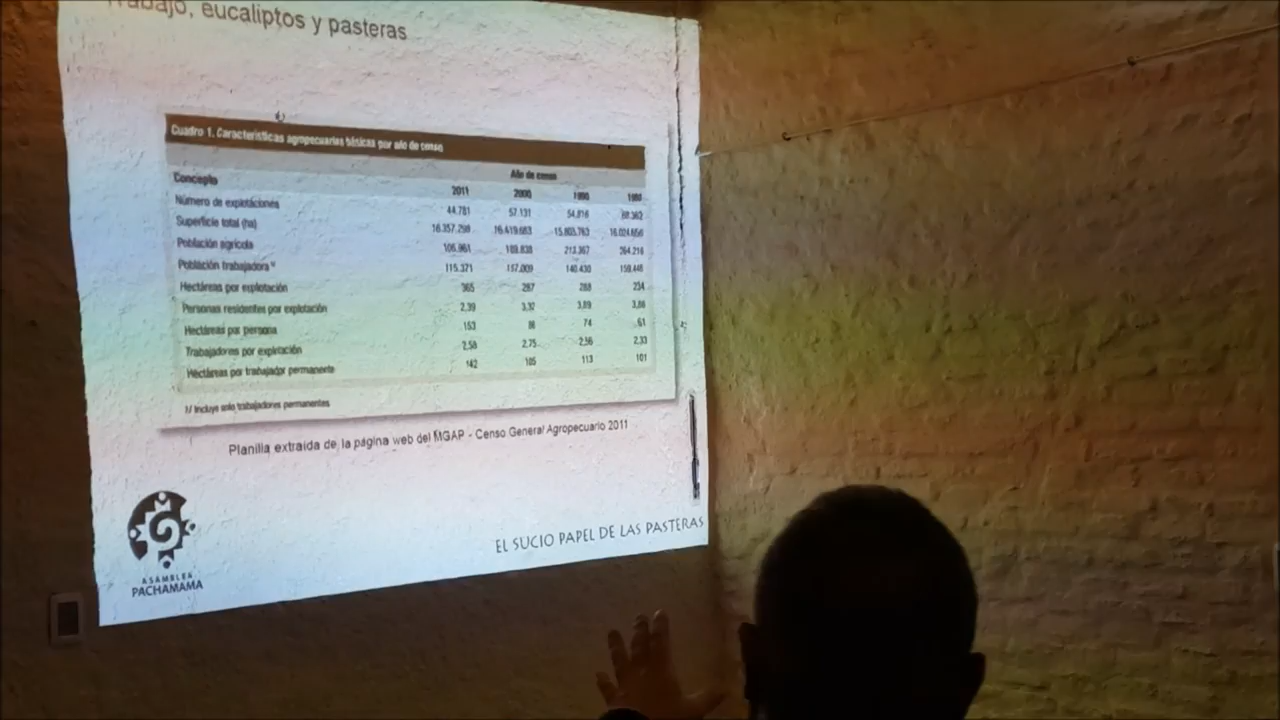 Trabajo, eucaliptos y pasteras
Cuadro 1. Características agropecuarias básicas por año de censo
Concepto Año de censo
2011 2000 1990 1980
Número de explotaciones 44.781 57.131 54.816
Superficie total (ha) 16.357.298 16.419.683 15.803.763 16.024.656
Población agrícola 106.961 213.367 264.216
Población trabajadora 1/ 115.371 157.009 140.430 159.446
Hectáreas por explotación 365 287 288 234
Personas residentes por explotación 2,39 3,32 3,89 3,86
Hectáreas por persona 153 74 61
Trabajadores por explotación 2,58 2,75 2,56 2,33
Hectáreas por trabajador permanente 142 105 113 101
1/ Incluye solo trabajadores permanentes
Planilla extraída de la página web del MGAP - Censo General Agropecuario 2011
EL SUCIO PAPEL DE LAS PASTERAS
ASAMBLEA
PACHAMAMA